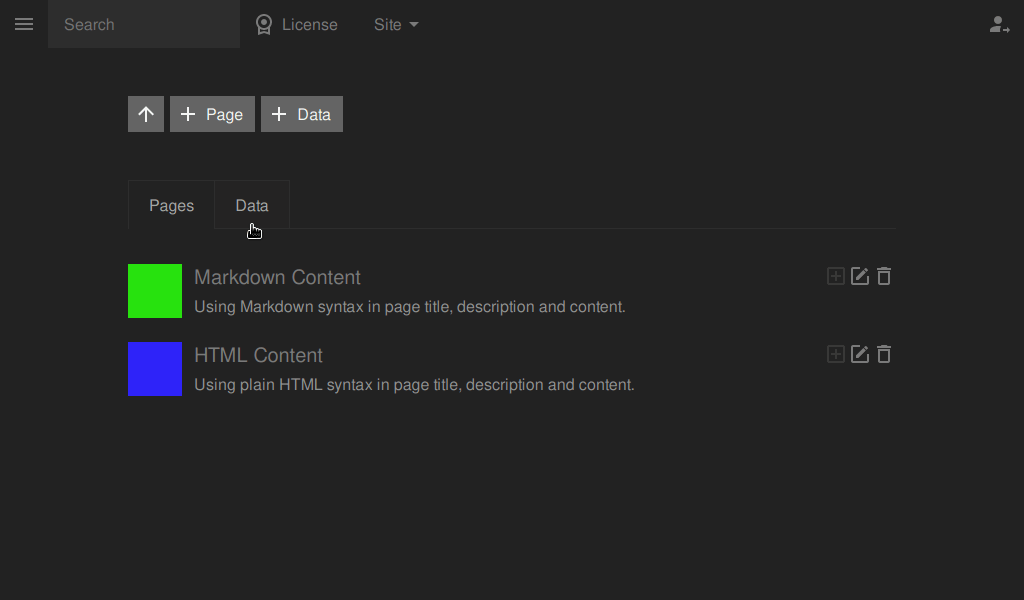 Search License Site
Page Data
Pages Data
Markdown Content
Using Markdown syntax in page title, description and content.
HTML Content
Using plain HTML syntax in page title, description and content.